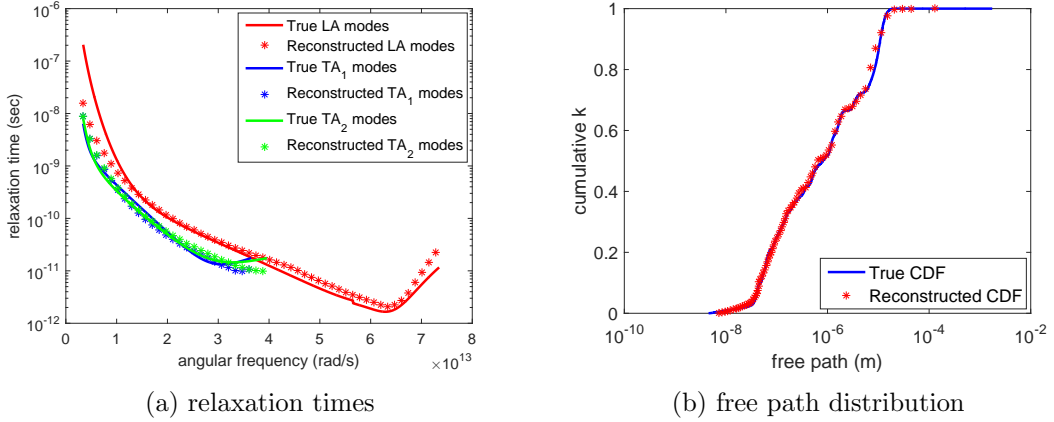 10^-6
10^-7
10^-8
10^-9
10^-10
10^-11
10^-12
relaxation time (sec)
0 1 2 3 4 5 6 7 8
×10^13
angular frequency (rad/s)
True LA modes
Reconstructed LA modes
True TA_1 modes
Reconstructed TA_1 modes
True TA_2 modes
Reconstructed TA_2 modes
(a) relaxation times
1
0.8
0.6
0.4
0.2
0
cumulative k
10^-10 10^-8 10^-6 10^-4 10^-2
free path (m)
True CDF
Reconstructed CDF
(b) free path distribution